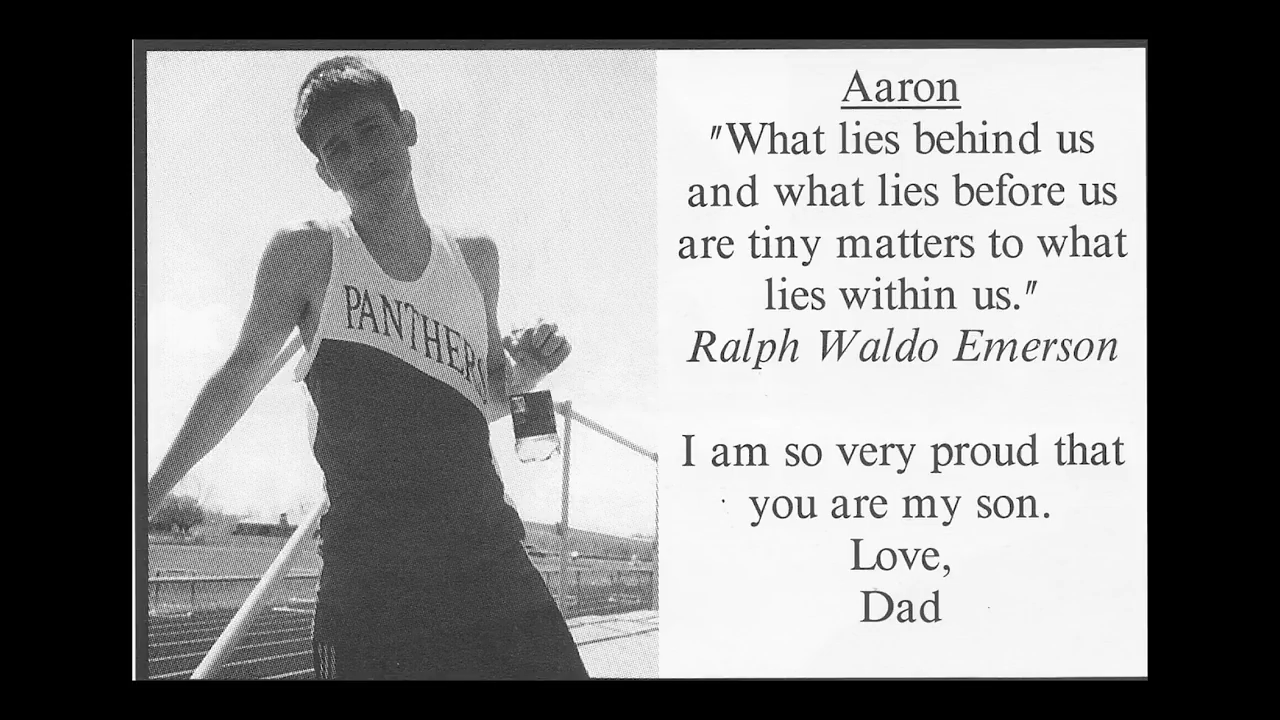 PANTHERS
Aaron
"What lies behind us
and what lies before us
are tiny matters to what
lies within us."
Ralph Waldo Emerson
I am so very proud that
you are my son.
Love,
Dad